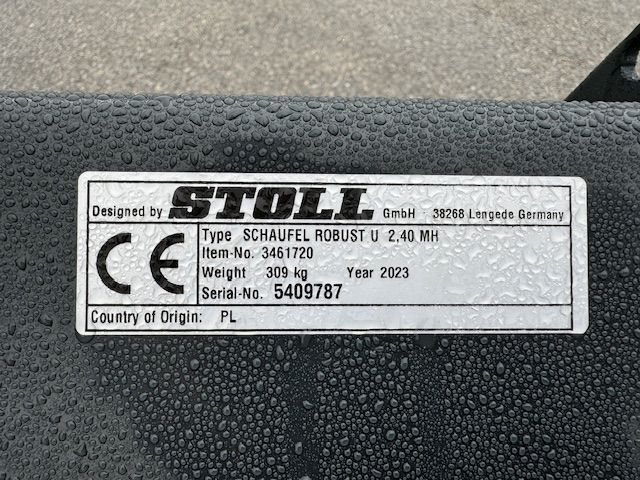 Designed by STOLL GmbH · 38268 Lengede Germany
CE
Type SCHAUFEL ROBUST U 2,40 MH
Item-No. 3461720
Weight 309 kg Year 2023
Serial-No. 5409787
Country of Origin: PL